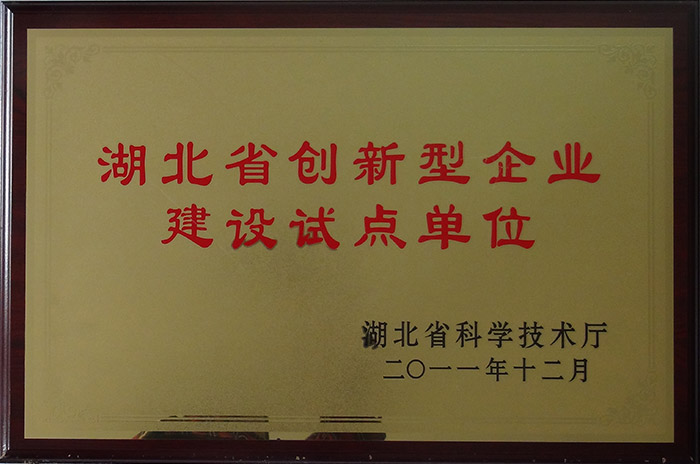 湖北省创新型企业
建设试点单位
湖北省科学技术厅
二〇一一年十二月